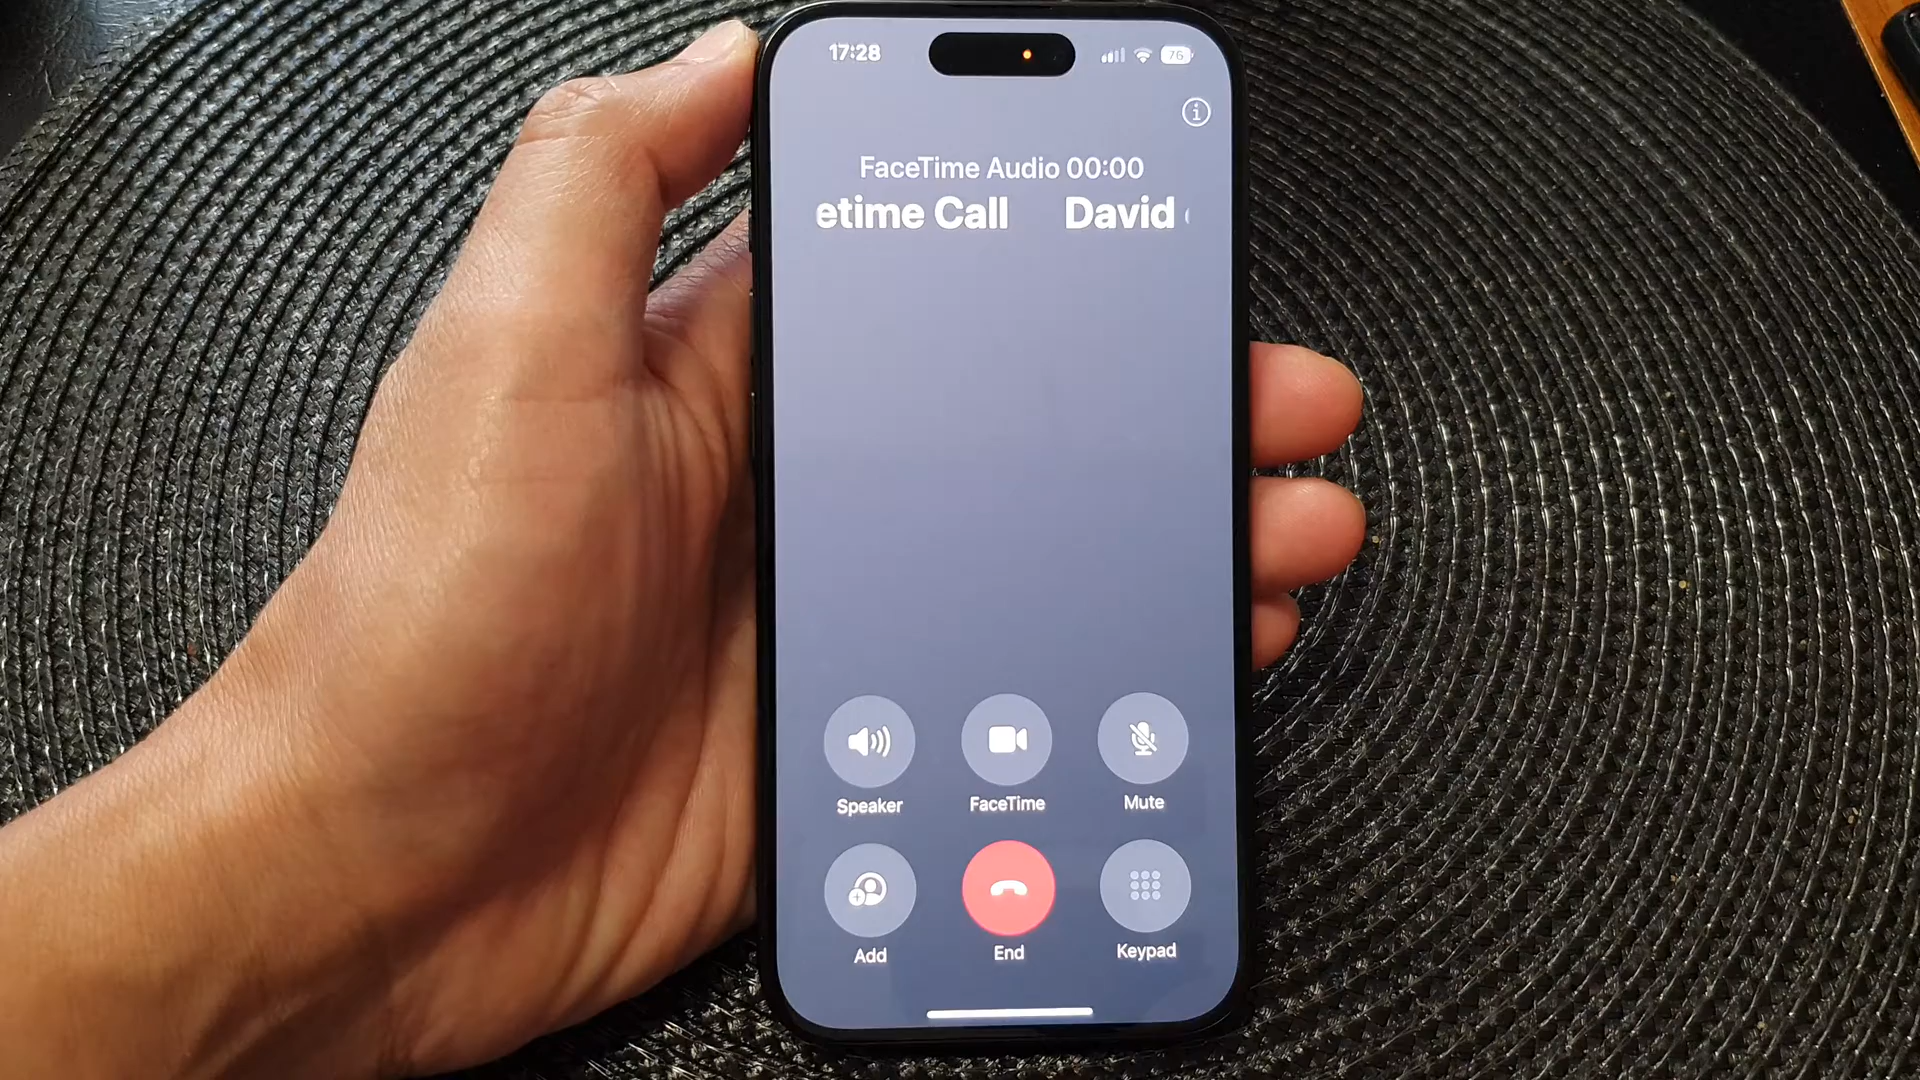 17:28 76
FaceTime Audio 00:00
etime Call David
Speaker FaceTime Mute
Add End Keypad